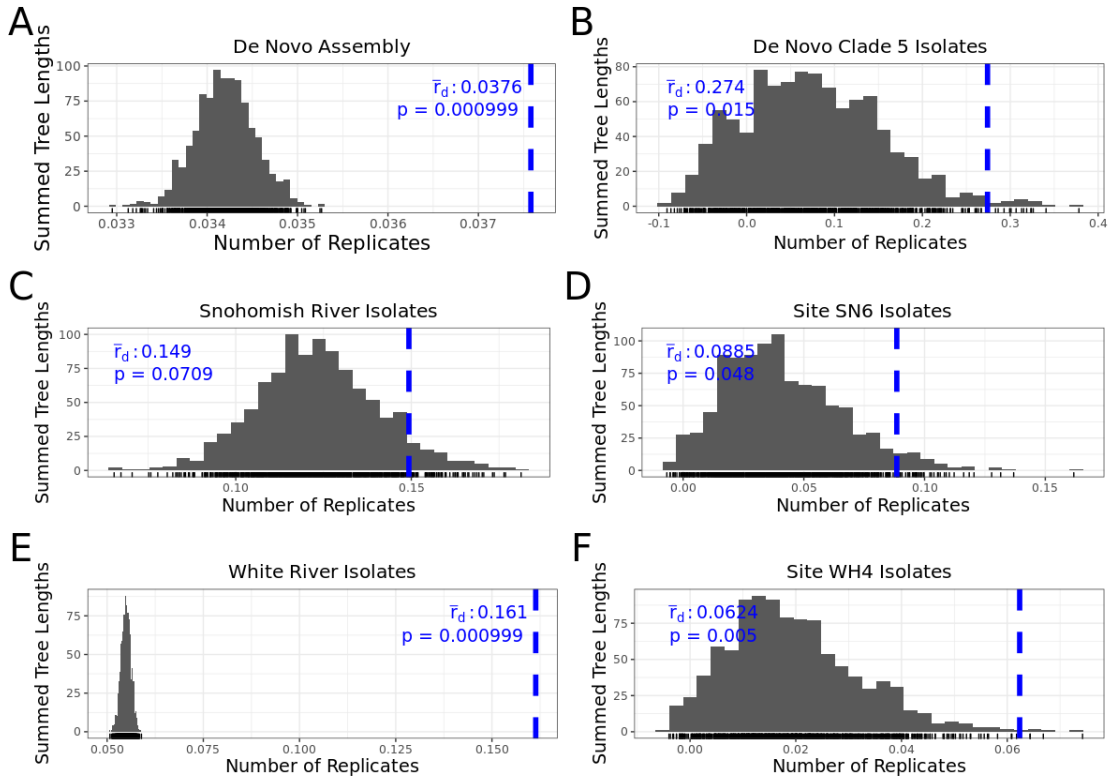 A
De Novo Assembly
Summed Tree Lengths
100
75
50
25
0
r̅d : 0.0376
p = 0.000999
0.033 0.034 0.035 0.036 0.037
Number of Replicates
B
De Novo Clade 5 Isolates
Summed Tree Lengths
80
60
40
20
0
r̅d : 0.274
p = 0.015
-0.1 0.0 0.1 0.2 0.3 0.4
Number of Replicates
C
Snohomish River Isolates
Summed Tree Lengths
100
75
50
25
0
r̅d : 0.149
p = 0.0709
0.10 0.15
Number of Replicates
D
Site SN6 Isolates
Summed Tree Lengths
100
75
50
25
0
r̅d : 0.0885
p = 0.048
0.00 0.05 0.10 0.15
Number of Replicates
E
White River Isolates
Summed Tree Lengths
75
50
25
0
r̅d : 0.161
p = 0.000999
0.050 0.075 0.100 0.125 0.150
Number of Replicates
F
Site WH4 Isolates
Summed Tree Lengths
75
50
25
0
r̅d : 0.0624
p = 0.005
0.00 0.02 0.04 0.06
Number of Replicates